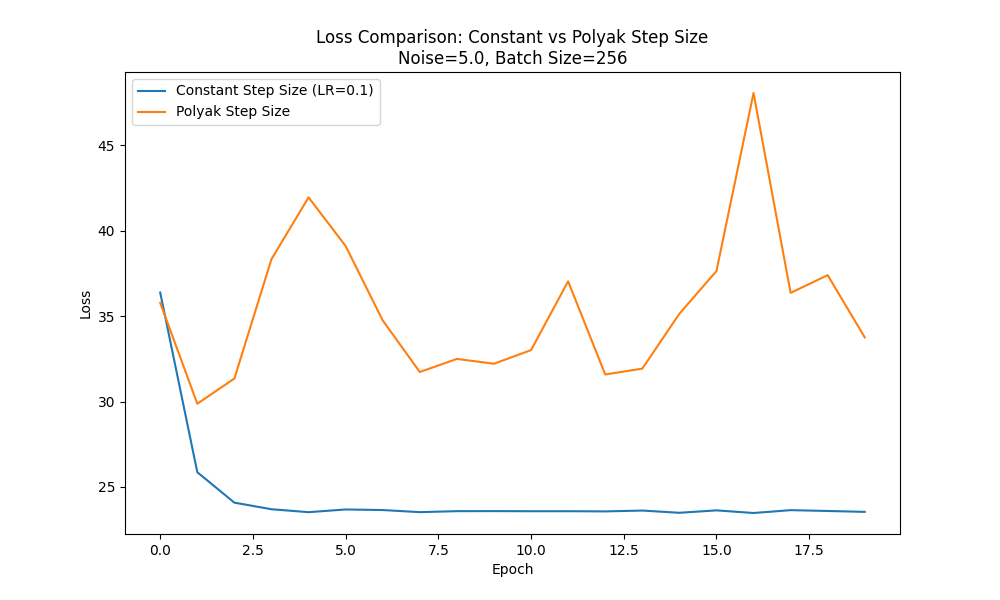 Loss Comparison: Constant vs Polyak Step Size
Noise=5.0, Batch Size=256
Constant Step Size (LR=0.1)
Polyak Step Size
Loss
45
40
35
30
25
0.0 2.5 5.0 7.5 10.0 12.5 15.0 17.5
Epoch